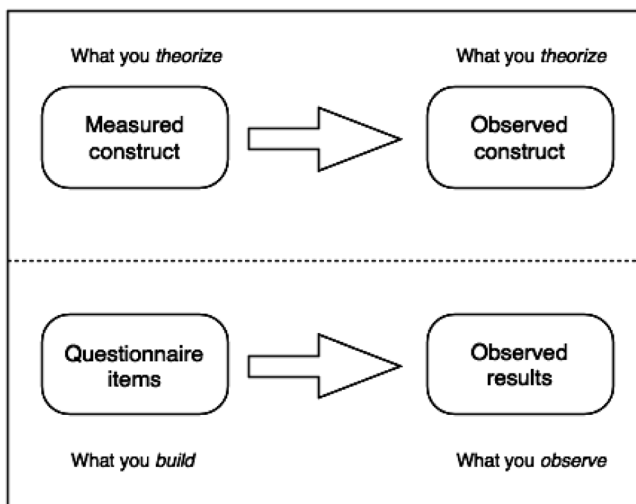 What you theorize
What you theorize
Measured
construct
Observed
construct
Questionnaire
items
Observed
results
What you build
What you observe